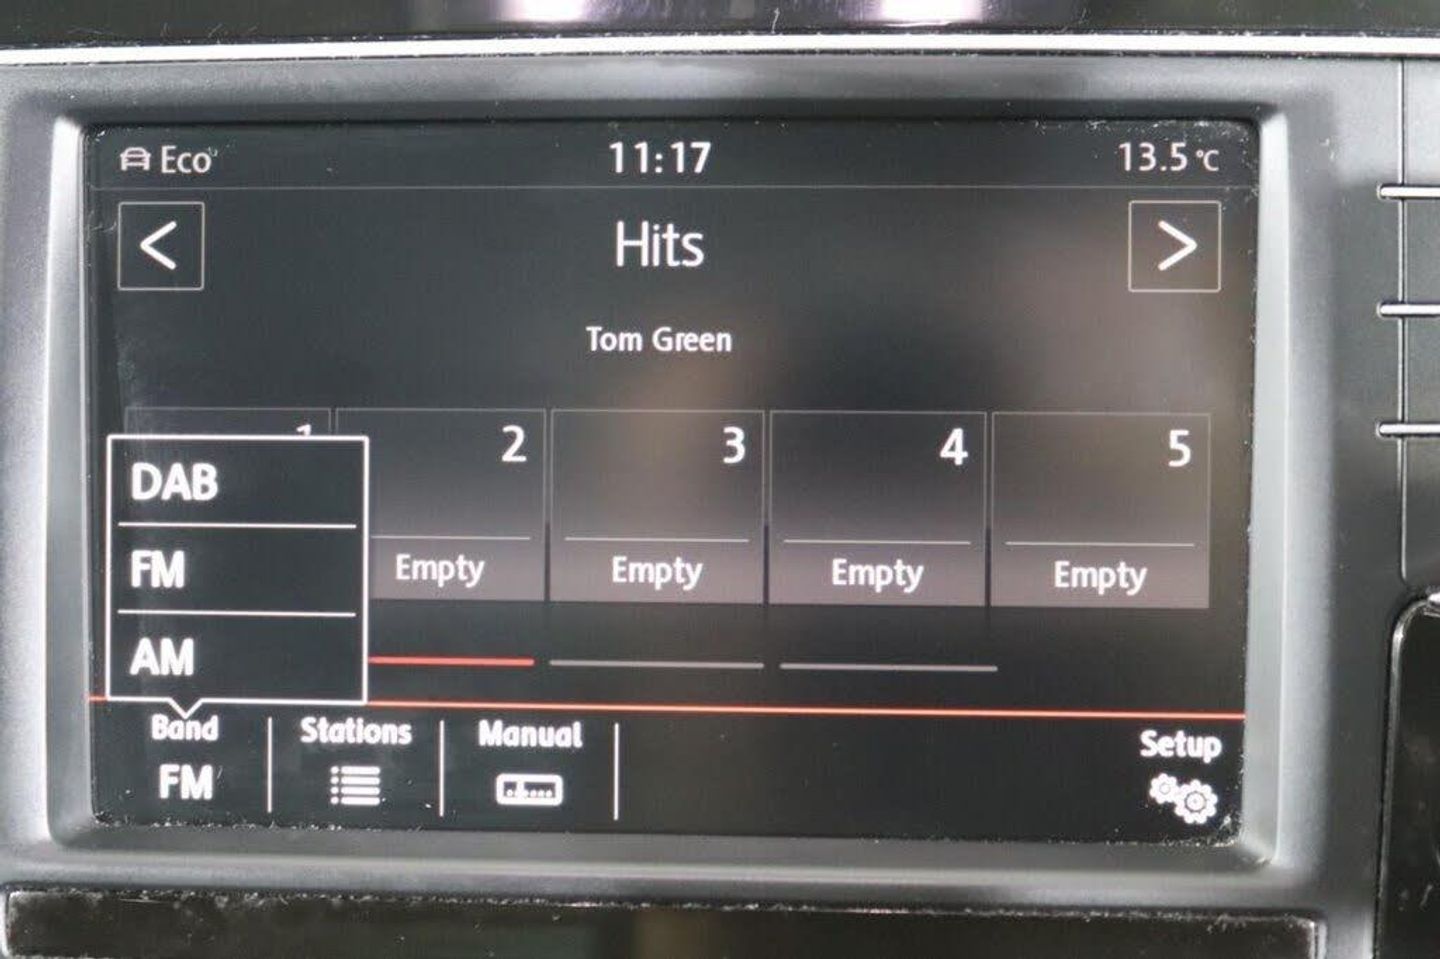 Eco
11:17
13.5 °C
<
Hits
>
Tom Green
1
2
3
4
5
Empty
Empty
Empty
Empty
DAB
FM
AM
Band
FM
Stations
Manual
Setup